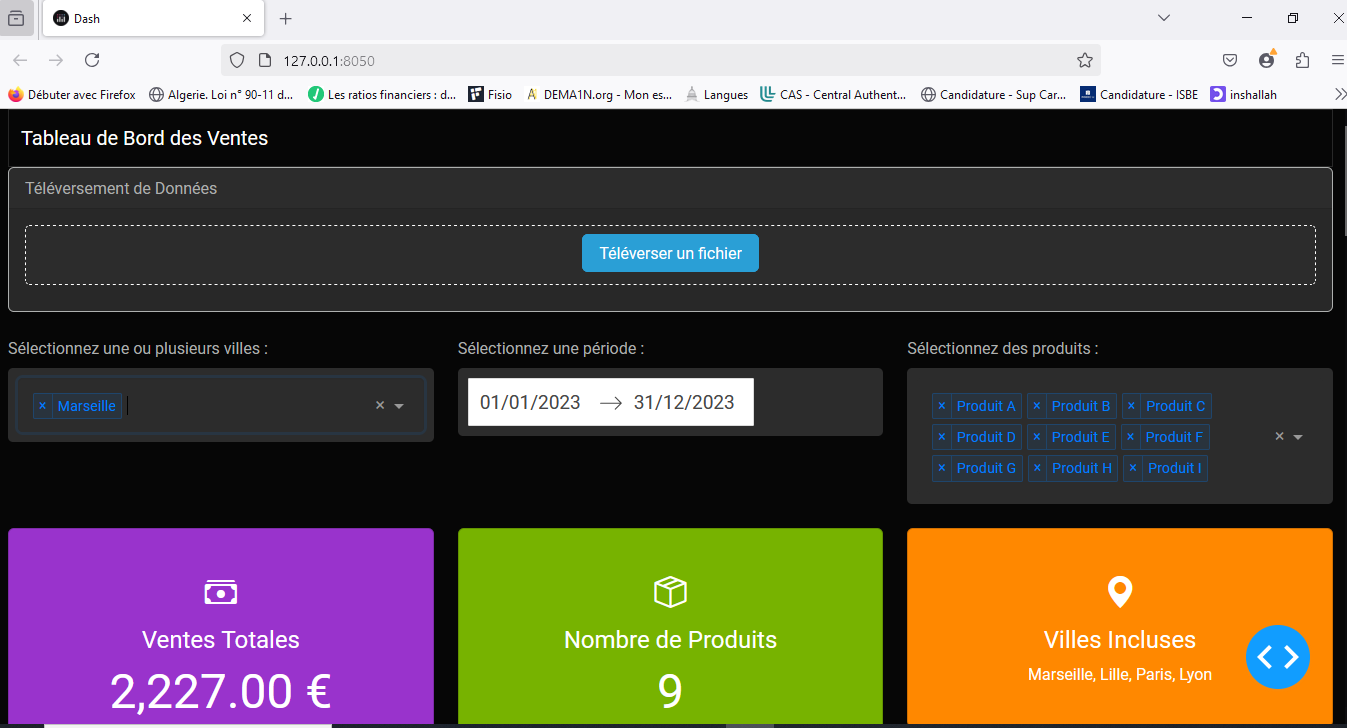 Dash
127.0.0.1:8050
Débuter avec Firefox
Algerie. Loi n° 90-11 d...
Les ratios financiers : d...
Fisio
DEMA1N.org - Mon es...
Langues
CAS - Central Authent...
Candidature - Sup Car...
Candidature - ISBE
inshallah
Tableau de Bord des Ventes
Téléversement de Données
Téléverser un fichier
Sélectionnez une ou plusieurs villes :
× Marseille
Sélectionnez une période :
01/01/2023 → 31/12/2023
Sélectionnez des produits :
× Produit A × Produit B × Produit C
× Produit D × Produit E × Produit F
× Produit G × Produit H × Produit I
Ventes Totales
2,227.00 €
Nombre de Produits
9
Villes Incluses
Marseille, Lille, Paris, Lyon